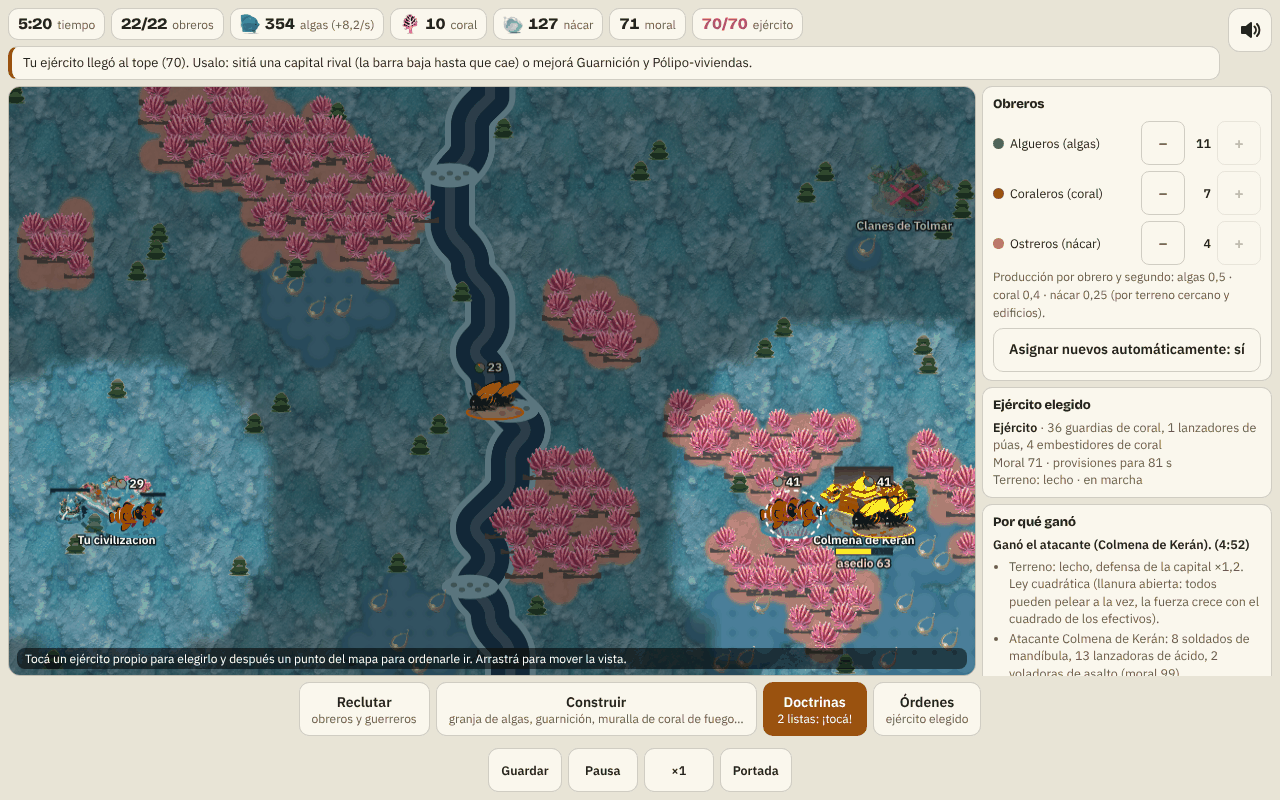 5:20 tiempo
22/22 obreros
354 algas (+8,2/s)
10 coral
127 nácar
71 moral
70/70 ejército
Tu ejército llegó al tope (70). Usalo: sitiá una capital rival (la barra baja hasta que cae) o mejorá Guarnición y Pólipo-viviendas.
Clanes de Tolmar
23
29
Tu civilizacion
41
41
Colmena de Kerán
asedio 63
Tocá un ejército propio para elegirlo y después un punto del mapa para ordenarle ir. Arrastrá para mover la vista.
Obreros
Algueros (algas) − 11 +
Coraleros (coral) − 7 +
Ostreros (nácar) − 4 +
Producción por obrero y segundo: algas 0,5 ·
coral 0,4 · nácar 0,25 (por terreno cercano y
edificios).
Asignar nuevos automáticamente: sí
Ejército elegido
Ejército · 36 guardias de coral, 1 lanzadores de
púas, 4 embestidores de coral
Moral 71 · provisiones para 81 s
Terreno: lecho · en marcha
Por qué ganó
Ganó el atacante (Colmena de Kerán). (4:52)
• Terreno: lecho, defensa de la capital ×1,2.
Ley cuadrática (llanura abierta: todos
pueden pelear a la vez, la fuerza crece con el
cuadrado de los efectivos).
• Atacante Colmena de Kerán: 8 soldados de
mandíbula, 13 lanzadoras de ácido, 2
voladoras de asalto (moral 99)
Reclutar
obreros y guerreros
Construir
granja de algas, guarnición, muralla de coral de fuego…
Doctrinas
2 listas: ¡tocá!
Órdenes
ejército elegido
Guardar
Pausa
×1
Portada